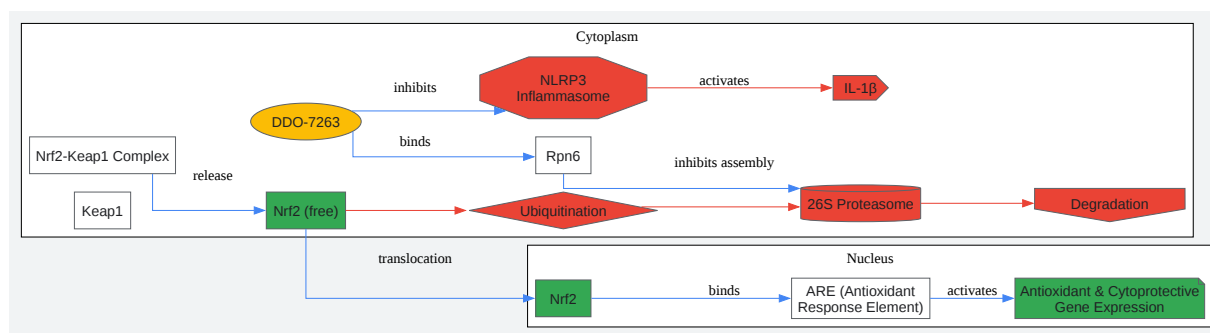 Cytoplasm
NLRP3
Inflammasome
inhibits
activates
IL-1β
DDO-7263
binds
Nrf2-Keap1 Complex
Rpn6
inhibits assembly
release
Keap1
Nrf2 (free)
Ubiquitination
26S Proteasome
Degradation
translocation
Nucleus
Nrf2
binds
ARE (Antioxidant
Response Element)
activates
Antioxidant & Cytoprotective
Gene Expression